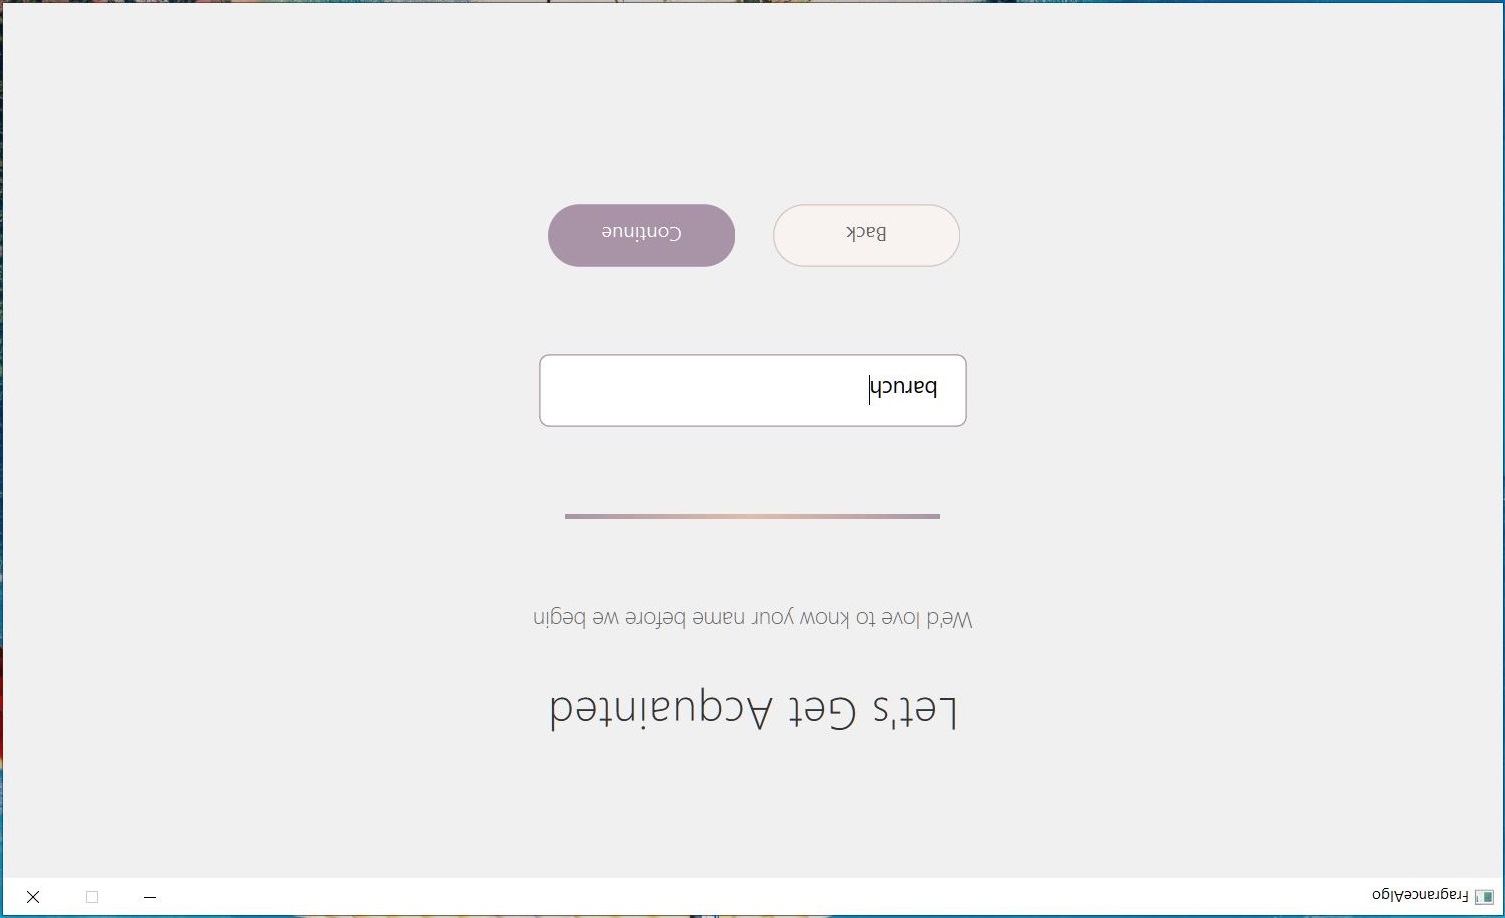 FragranceAlgo
Let's Get Acquainted
We'd love to know your name before we begin
baruch
Back
Continue